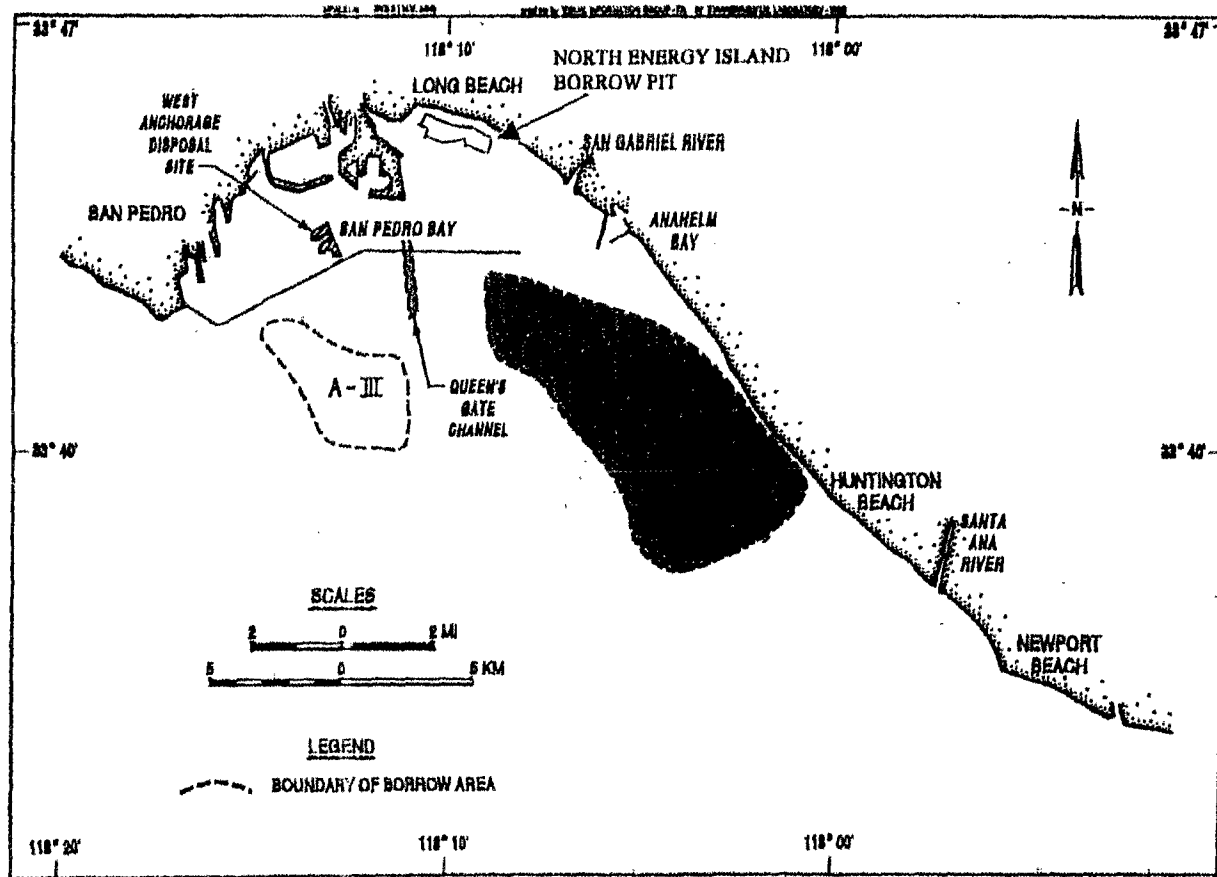 33° 47'
118° 10'
118° 00'
33° 47'
NORTH ENERGY ISLAND
BORROW PIT
LONG BEACH
WEST
ANCHORAGE
DISPOSAL
SITE
SAN GABRIEL RIVER
SAN PEDRO
SAN PEDRO BAY
ANAHEIM
BAY
N
A-III
QUEEN'S
GATE
CHANNEL
33° 40'
33° 40'
HUNTINGTON
BEACH
SANTA
ANA
RIVER
SCALES
2 0 2 MI
5 0 5 KM
NEWPORT
BEACH
LEGEND
BOUNDARY OF BORROW AREA
118° 20'
118° 10'
118° 00'